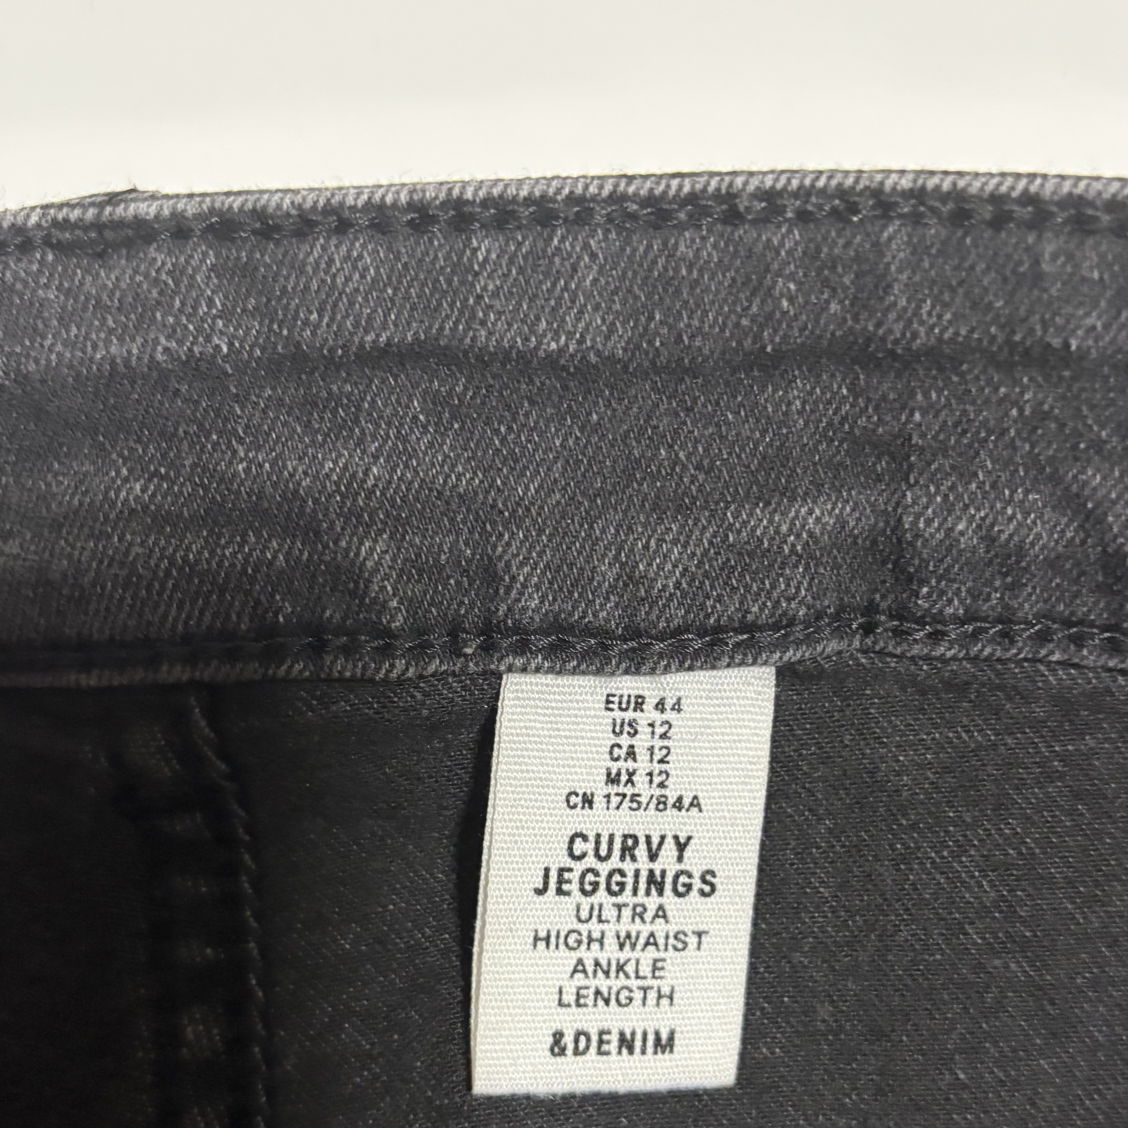 EUR 44
US 12
CA 12
MX 12
CN 175/84A
CURVY
JEGGINGS
ULTRA
HIGH WAIST
ANKLE
LENGTH
&DENIM